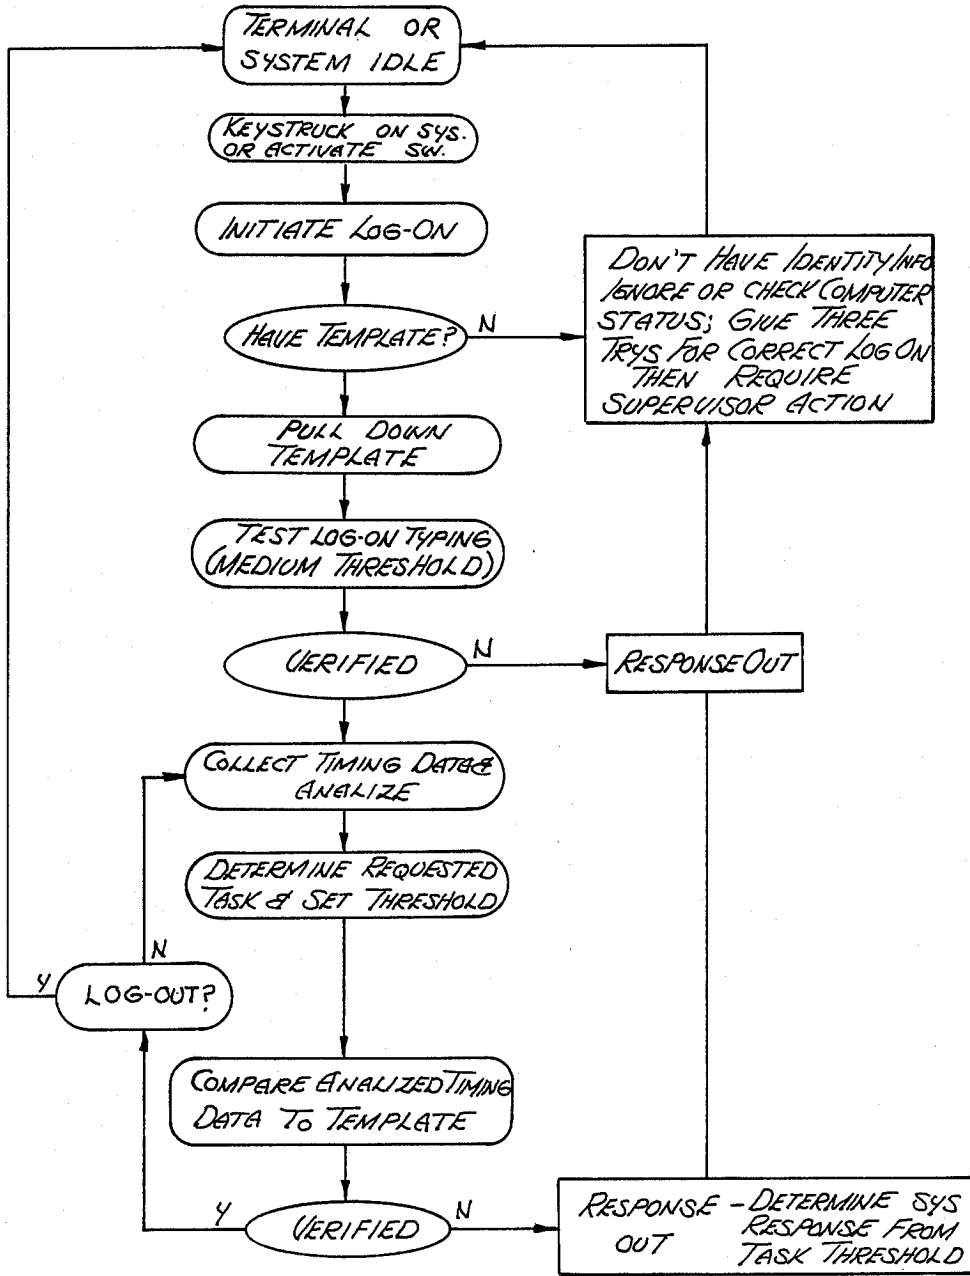 TERMINAL OR
SYSTEM IDLE
KEYSTRUCK ON SYS.
OR ACTIVATE SW.
INITIATE LOG-ON
HAVE TEMPLATE?
N
DON'T HAVE IDENTITY INFO
IGNORE OR CHECK COMPUTER
STATUS; GIVE THREE
TRYS FOR CORRECT LOG ON
THEN REQUIRE
SUPERVISOR ACTION
PULL DOWN
TEMPLATE
TEST LOG-ON TYPING
(MEDIUM THRESHOLD)
VERIFIED
N
RESPONSE OUT
COLLECT TIMING DATA &
ANALIZE
DETERMINE REQUESTED
TASK & SET THRESHOLD
N
Y
LOG-OUT?
COMPARE ANALIZED TIMING
DATA TO TEMPLATE
Y
VERIFIED
N
RESPONSE - DETERMINE SYS
OUT RESPONSE FROM
TASK THRESHOLD